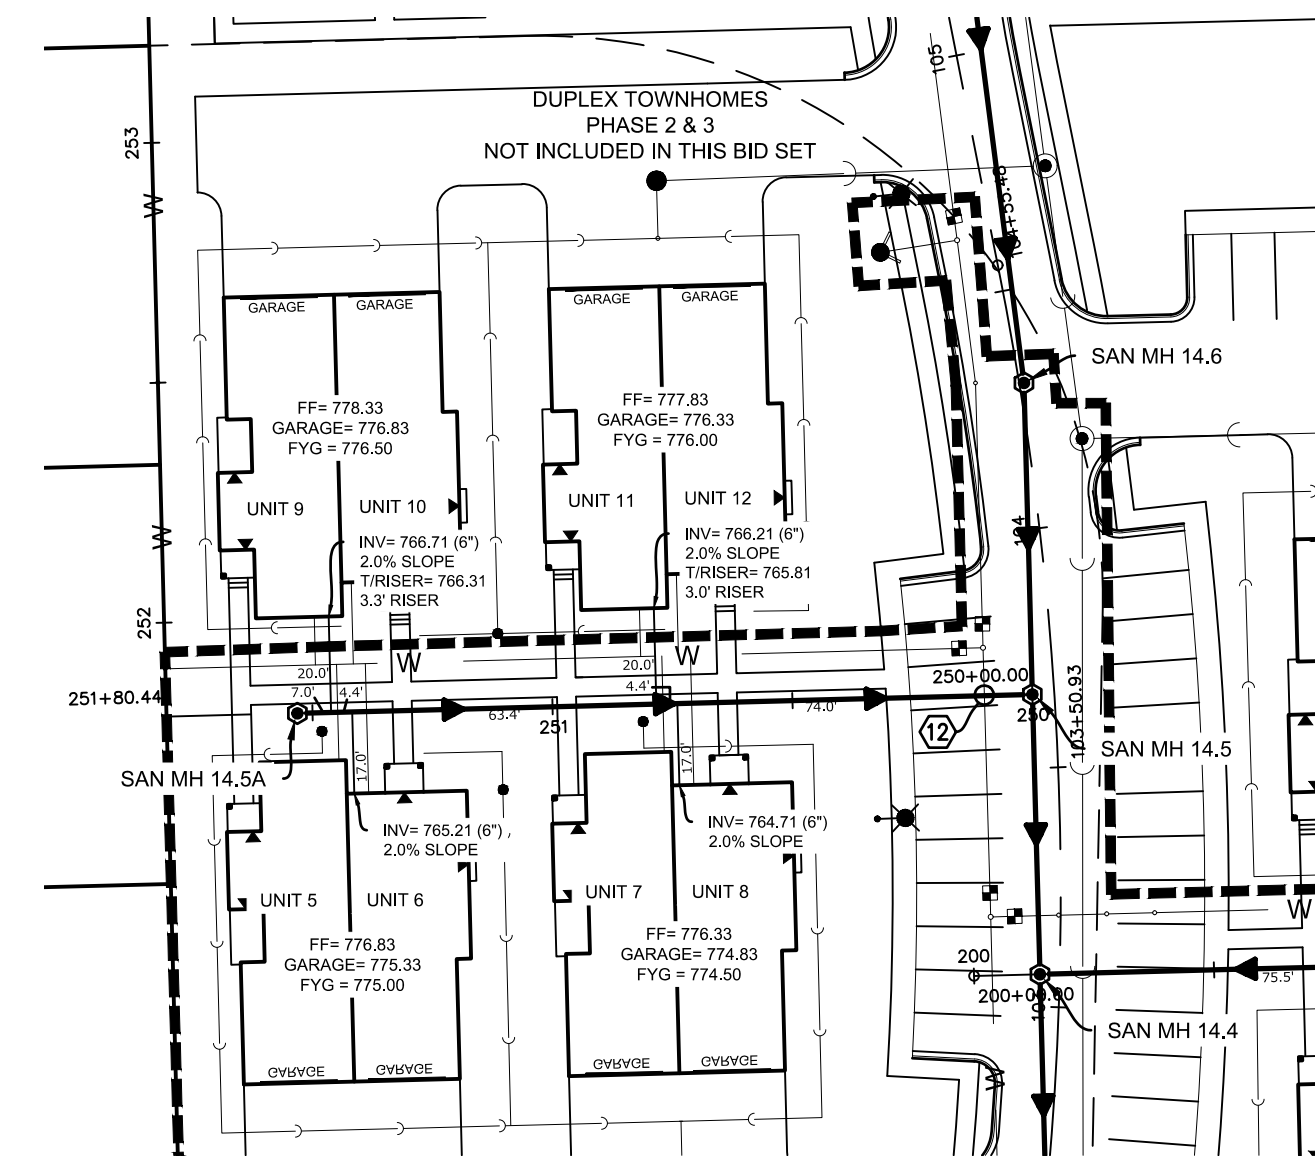 105
DUPLEX TOWNHOMES
PHASE 2 & 3
NOT INCLUDED IN THIS BID SET
253
W
104+55.48
GARAGE
GARAGE
GARAGE
GARAGE
SAN MH 14.6
FF= 778.33
GARAGE= 776.83
FYG = 776.50
FF= 777.83
GARAGE= 776.33
FYG = 776.00
UNIT 9
UNIT 10
UNIT 11
UNIT 12
W
104
INV= 766.71 (6")
2.0% SLOPE
T/RISER= 766.31
3.3' RISER
INV= 766.21 (6")
2.0% SLOPE
T/RISER= 765.81
3.0' RISER
252
W
W
20.0'
20.0'
251+80.44
7.0'
4.4'
4.4'
250+00.00
63.4'
251
74.0'
250
12
103+50.93
SAN MH 14.5
SAN MH 14.5A
17.0'
17.0'
INV= 765.21 (6")
2.0% SLOPE
INV= 764.71 (6")
2.0% SLOPE
UNIT 5
UNIT 6
UNIT 7
UNIT 8
W
FF= 776.83
GARAGE= 775.33
FYG = 775.00
FF= 776.33
GARAGE= 774.83
FYG = 774.50
200
75.5'
200+00.00
SAN MH 14.4
GARAGE
GARAGE
GARAGE
GARAGE
W